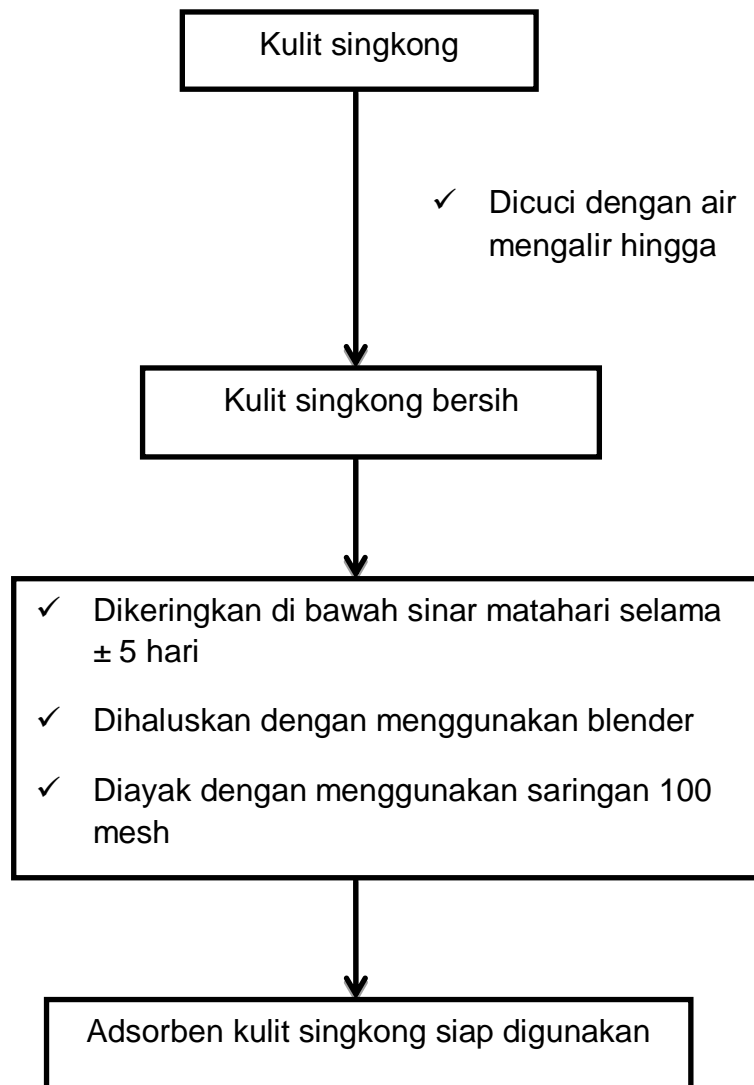 Kulit singkong
✓ Dicuci dengan air
mengalir hingga
Kulit singkong bersih
✓ Dikeringkan di bawah sinar matahari selama
± 5 hari
✓ Dihaluskan dengan menggunakan blender
✓ Diayak dengan menggunakan saringan 100
mesh
Adsorben kulit singkong siap digunakan